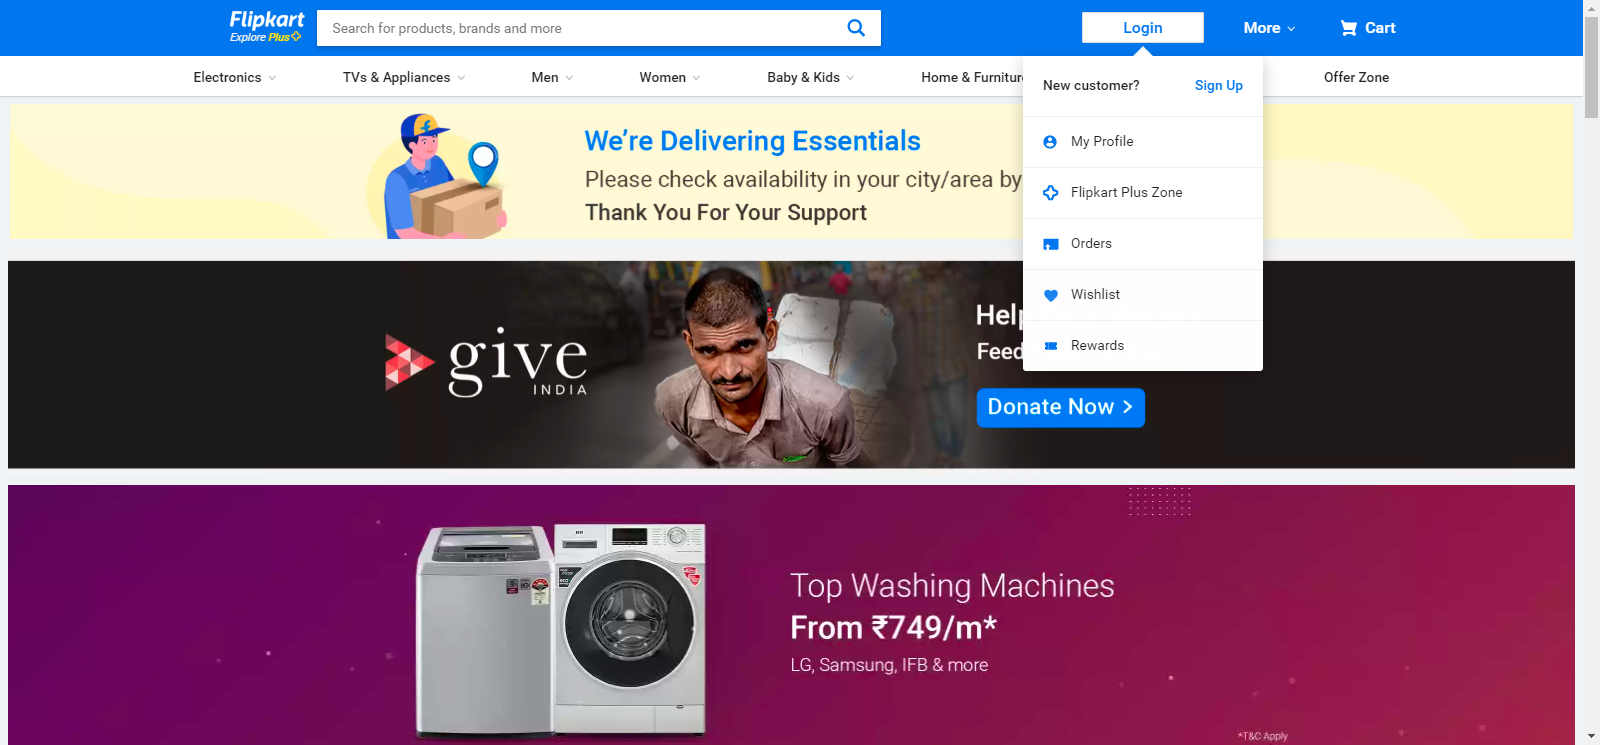 Flipkart
Explore Plus
Search for products, brands and more
Login
More
Cart
Electronics
TVs & Appliances
Men
Women
Baby & Kids
Home & Furniture
Offer Zone
New customer?
Sign Up
My Profile
Flipkart Plus Zone
Orders
Wishlist
Rewards
We're Delivering Essentials
Please check availability in your city/area by
Thank You For Your Support
give
INDIA
Help
Feed
Donate Now >
Top Washing Machines
From ₹749/m*
LG, Samsung, IFB & more
*T&C Apply